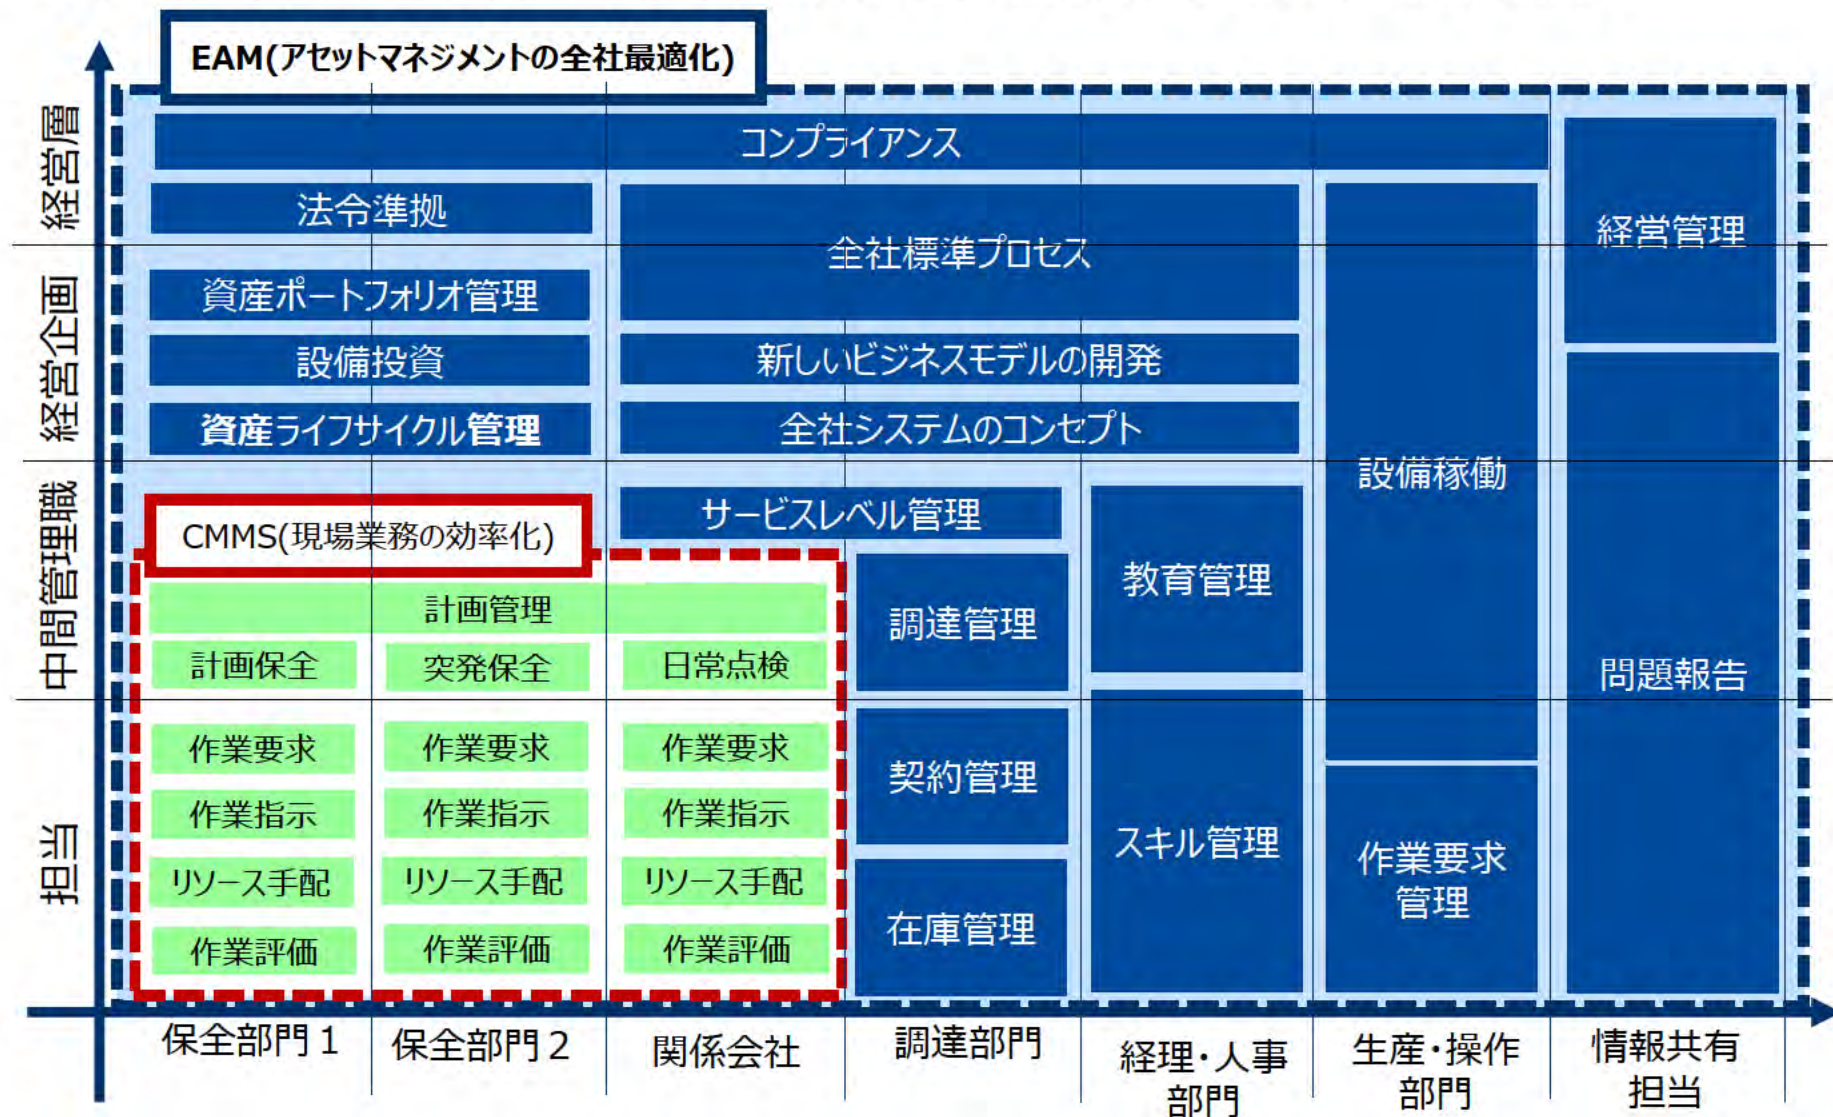 EAM(アセットマネジメントの全社最適化)
経営層
経営企画
中間管理職
担当
コンプライアンス
法令準拠
全社標準プロセス
経営管理
資産ポートフォリオ管理
設備投資
新しいビジネスモデルの開発
資産ライフサイクル管理
全社システムのコンセプト
設備稼働
サービスレベル管理
CMMS(現場業務の効率化)
教育管理
計画管理
調達管理
計画保全
突発保全
日常点検
問題報告
作業要求
作業要求
作業要求
契約管理
作業指示
作業指示
作業指示
スキル管理
作業要求
管理
リソース手配
リソース手配
リソース手配
在庫管理
作業評価
作業評価
作業評価
保全部門1
保全部門2
関係会社
調達部門
経理・人事
部門
生産・操作
部門
情報共有
担当